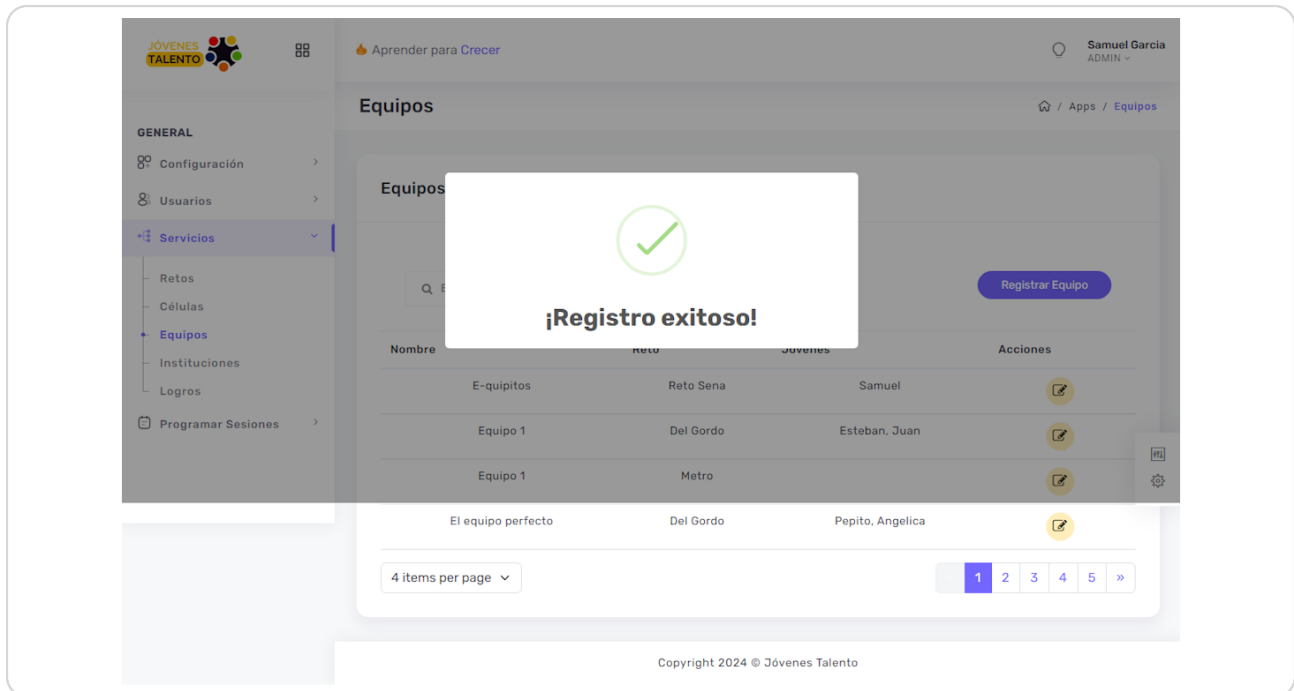 JÓVENES
TALENTO
Aprender para Crecer
Samuel Garcia
ADMIN
Equipos
/ Apps / Equipos
GENERAL
Configuración
Usuarios
Servicios
Retos
Células
Equipos
Instituciones
Logros
Programar Sesiones
Equipos
Registrar Equipo
¡Registro exitoso!
Nombre Reto Jóvenes Acciones
E-quipitos Reto Sena Samuel
Equipo 1 Del Gordo Esteban, Juan
Equipo 1 Metro
El equipo perfecto Del Gordo Pepito, Angelica
4 items per page
1 2 3 4 5 »
Copyright 2024 © Jóvenes Talento